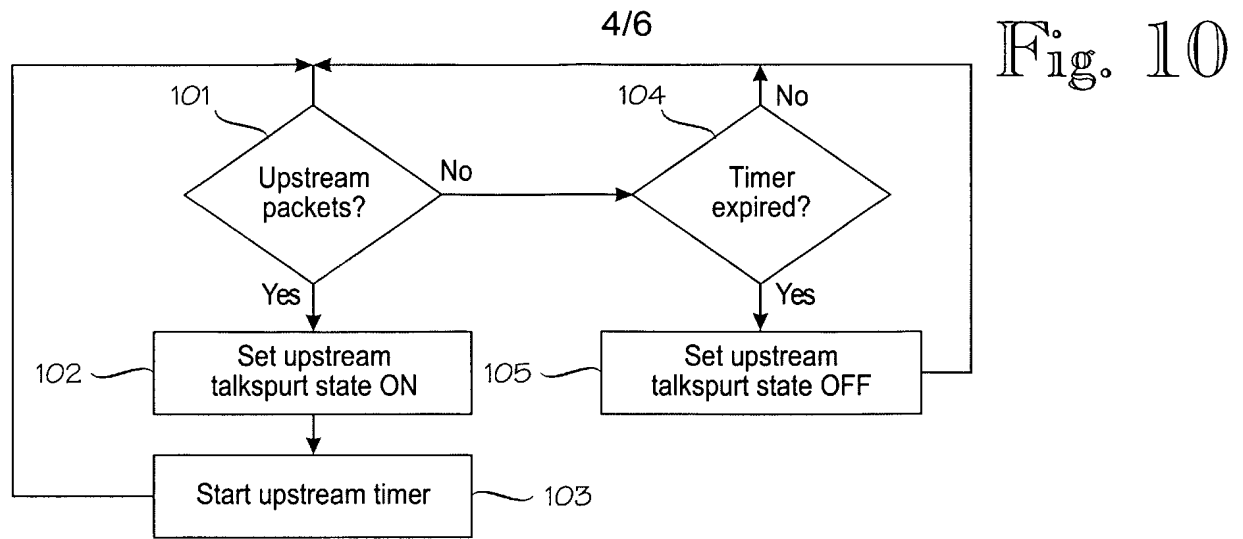 4/6
Fig. 10
101
Upstream
packets?
No
104
Timer
expired?
No
Yes
Yes
102
Set upstream
talkspurt state ON
105
Set upstream
talkspurt state OFF
Start upstream timer
103